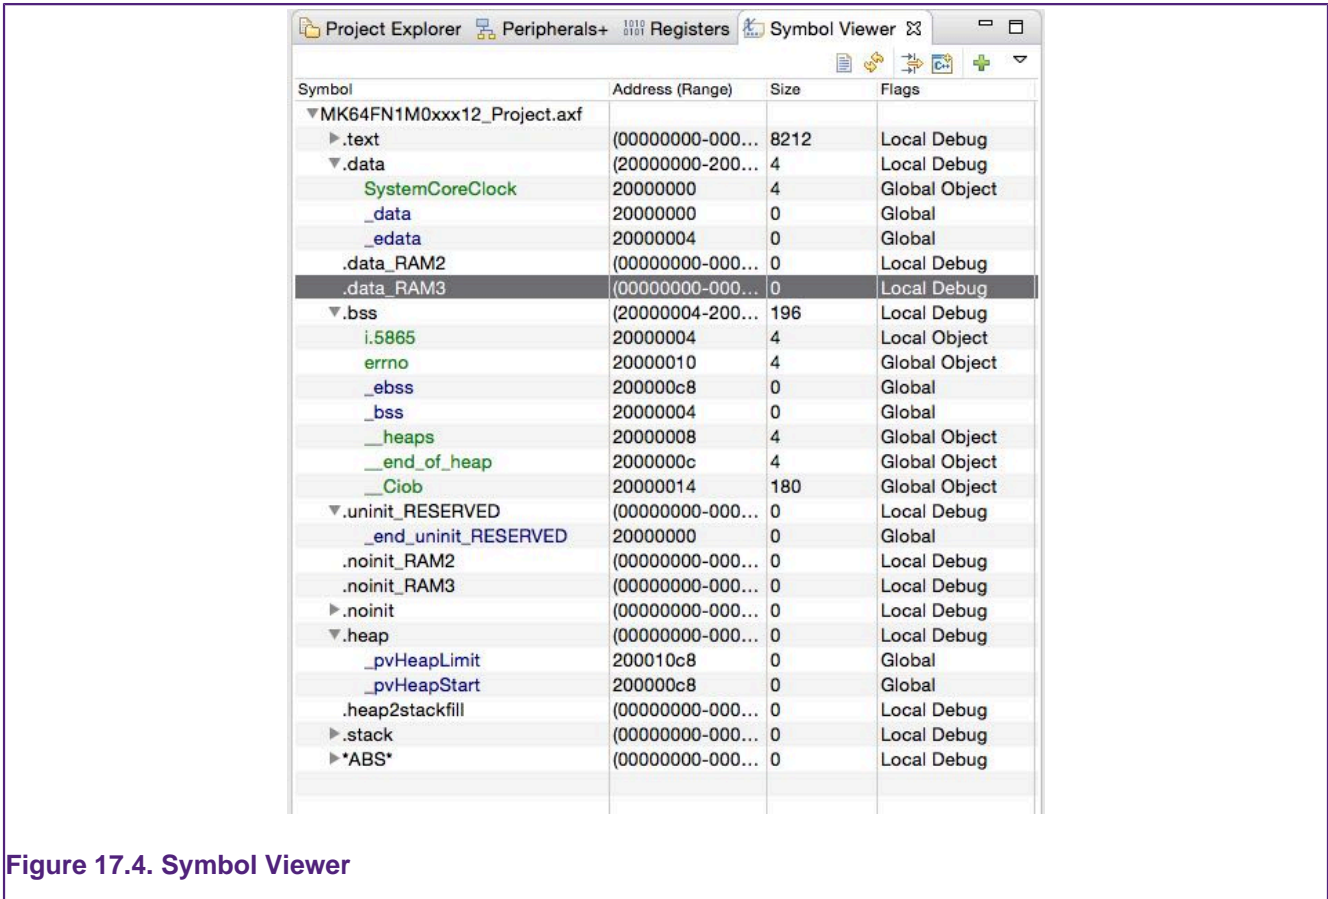 Project Explorer Peripherals+ Registers Symbol Viewer
Symbol Address (Range) Size Flags
MK64FN1M0xxx12_Project.axf
.text (00000000-000... 8212 Local Debug
.data (20000000-200... 4 Local Debug
SystemCoreClock 20000000 4 Global Object
_data 20000000 0 Global
_edata 20000004 0 Global
.data_RAM2 (00000000-000... 0 Local Debug
.data_RAM3 (00000000-000... 0 Local Debug
.bss (20000004-200... 196 Local Debug
i.5865 20000004 4 Local Object
errno 20000010 4 Global Object
_ebss 200000c8 0 Global
_bss 20000004 0 Global
__heaps 20000008 4 Global Object
__end_of_heap 2000000c 4 Global Object
__Ciob 20000014 180 Global Object
.uninit_RESERVED (00000000-000... 0 Local Debug
_end_uninit_RESERVED 20000000 0 Global
.noinit_RAM2 (00000000-000... 0 Local Debug
.noinit_RAM3 (00000000-000... 0 Local Debug
.noinit (00000000-000... 0 Local Debug
.heap (00000000-000... 0 Local Debug
_pvHeapLimit 200010c8 0 Global
_pvHeapStart 200000c8 0 Global
.heap2stackfill (00000000-000... 0 Local Debug
.stack (00000000-000... 0 Local Debug
*ABS* (00000000-000... 0 Local Debug
Figure 17.4. Symbol Viewer